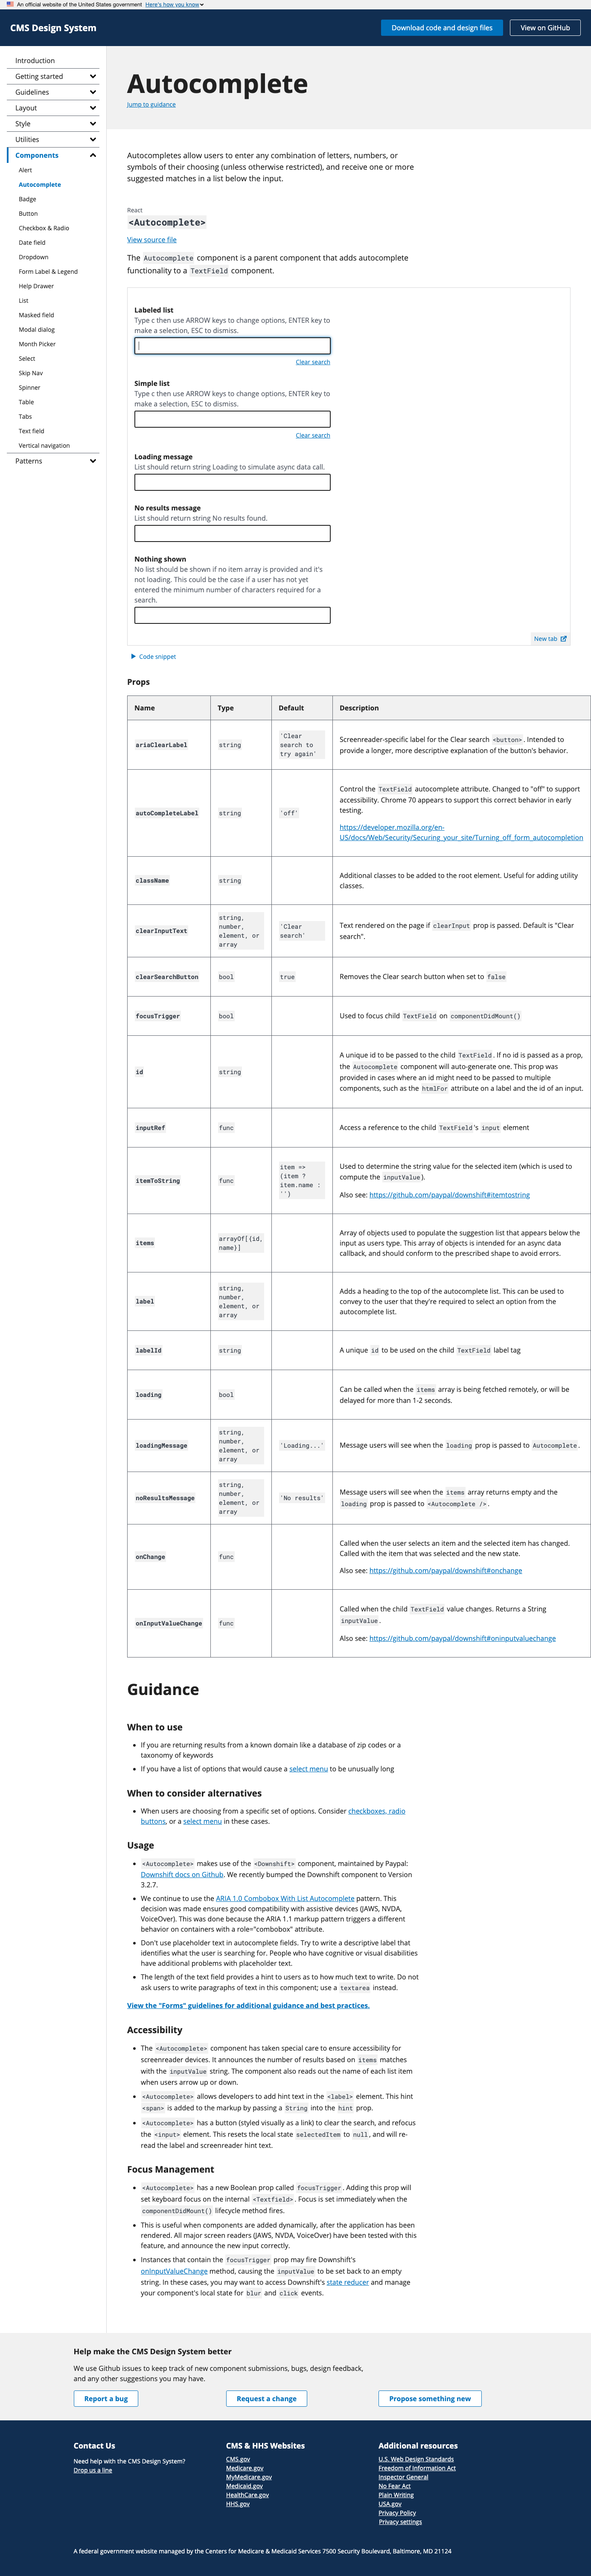 An official website of the United States government Here's how you know
CMS Design System
Download code and design files
View on GitHub
Introduction
Getting started
Guidelines
Layout
Style
Utilities
Components
Alert
Autocomplete
Badge
Button
Checkbox & Radio
Date field
Dropdown
Form Label & Legend
Help Drawer
List
Masked field
Modal dialog
Month Picker
Select
Skip Nav
Spinner
Table
Tabs
Text field
Vertical navigation
Patterns
Autocomplete
Jump to guidance
Autocompletes allow users to enter any combination of letters, numbers, or
symbols of their choosing (unless otherwise restricted), and receive one or more
suggested matches in a list below the input.
React
<Autocomplete>
View source file
The Autocomplete component is a parent component that adds autocomplete
functionality to a TextField component.
Labeled list
Type c then use ARROW keys to change options, ENTER key to
make a selection, ESC to dismiss.
Clear search
Simple list
Type c then use ARROW keys to change options, ENTER key to
make a selection, ESC to dismiss.
Clear search
Loading message
List should return string Loading to simulate async data call.
No results message
List should return string No results found.
Nothing shown
No list should be shown if no item array is provided and it's
not loading. This could be the case if a user has not yet
entered the minimum number of characters required for a
search.
New tab
Code snippet
Props
Name Type Default Description
ariaClearLabel string 'Clear
search to
try again' Screenreader-specific label for the Clear search <button>. Intended to
provide a longer, more descriptive explanation of the button's behavior.
autoCompleteLabel string 'off' Control the TextField autocomplete attribute. Changed to "off" to support
accessibility. Chrome 70 appears to support this correct behavior in early
testing.
https://developer.mozilla.org/en-
US/docs/Web/Security/Securing_your_site/Turning_off_form_autocompletion
className string Additional classes to be added to the root element. Useful for adding utility
classes.
clearInputText string,
number,
element, or
array 'Clear
search' Text rendered on the page if clearInput prop is passed. Default is "Clear
search".
clearSearchButton bool true Removes the Clear search button when set to false
focusTrigger bool Used to focus child TextField on componentDidMount()
id string A unique id to be passed to the child TextField. If no id is passed as a prop,
the Autocomplete component will auto-generate one. This prop was
provided in cases where an id might need to be passed to multiple
components, such as the htmlFor attribute on a label and the id of an input.
inputRef func Access a reference to the child TextField's input element
itemToString func item =>
(item ?
item.name :
'') Used to determine the string value for the selected item (which is used to
compute the inputValue).
Also see: https://github.com/paypal/downshift#itemtostring
items arrayOf[{id,
name}] Array of objects used to populate the suggestion list that appears below the
input as users type. This array of objects is intended for an async data
callback, and should conform to the prescribed shape to avoid errors.
label string,
number,
element, or
array Adds a heading to the top of the autocomplete list. This can be used to
convey to the user that they're required to select an option from the
autocomplete list.
labelId string A unique id to be used on the child TextField label tag
loading bool Can be called when the items array is being fetched remotely, or will be
delayed for more than 1-2 seconds.
loadingMessage string,
number,
element, or
array 'Loading...' Message users will see when the loading prop is passed to Autocomplete.
noResultsMessage string,
number,
element, or
array 'No results' Message users will see when the items array returns empty and the
loading prop is passed to <Autocomplete />.
onChange func Called when the user selects an item and the selected item has changed.
Called with the item that was selected and the new state.
Also see: https://github.com/paypal/downshift#onchange
onInputValueChange func Called when the child TextField value changes. Returns a String
inputValue.
Also see: https://github.com/paypal/downshift#oninputvaluechange
Guidance
When to use
• If you are returning results from a known domain like a database of zip codes or a
taxonomy of keywords
• If you have a list of options that would cause a select menu to be unusually long
When to consider alternatives
• When users are choosing from a specific set of options. Consider checkboxes, radio
buttons, or a select menu in these cases.
Usage
• <Autocomplete> makes use of the <Downshift> component, maintained by Paypal:
Downshift docs on Github. We recently bumped the Downshift component to Version
3.2.7.
• We continue to use the ARIA 1.0 Combobox With List Autocomplete pattern. This
decision was made ensures good compatibility with assistive devices (JAWS, NVDA,
VoiceOver). This was done because the ARIA 1.1 markup pattern triggers a different
behavior on containers with a role="combobox" attribute.
• Don't use placeholder text in autocomplete fields. Try to write a descriptive label that
identifies what the user is searching for. People who have cognitive or visual disabilities
have additional problems with placeholder text.
• The length of the text field provides a hint to users as to how much text to write. Do not
ask users to write paragraphs of text in this component; use a textarea instead.
View the "Forms" guidelines for additional guidance and best practices.
Accessibility
• The <Autocomplete> component has taken special care to ensure accessibility for
screenreader devices. It announces the number of results based on items matches
with the inputValue string. The component also reads out the name of each list item
when users arrow up or down.
• <Autocomplete> allows developers to add hint text in the <label> element. This hint
<span> is added to the markup by passing a String into the hint prop.
• <Autocomplete> has a button (styled visually as a link) to clear the search, and refocus
the <input> element. This resets the local state selectedItem to null, and will re-
read the label and screenreader hint text.
Focus Management
• <Autocomplete> has a new Boolean prop called focusTrigger. Adding this prop will
set keyboard focus on the internal <Textfield>. Focus is set immediately when the
componentDidMount() lifecycle method fires.
• This is useful when components are added dynamically, after the application has been
rendered. All major screen readers (JAWS, NVDA, VoiceOver) have been tested with this
feature, and announce the new input correctly.
• Instances that contain the focusTrigger prop may fire Downshift's
onInputValueChange method, causing the inputValue to be set back to an empty
string. In these cases, you may want to access Downshift's state reducer and manage
your component's local state for blur and click events.
Help make the CMS Design System better
We use Github issues to keep track of new component submissions, bugs, design feedback,
and any other suggestions you may have.
Report a bug
Request a change
Propose something new
Contact Us
Need help with the CMS Design System?
Drop us a line
CMS & HHS Websites
CMS.gov
Medicare.gov
MyMedicare.gov
Medicaid.gov
HealthCare.gov
HHS.gov
Additional resources
U.S. Web Design Standards
Freedom of Information Act
Inspector General
No Fear Act
Plain Writing
USA.gov
Privacy Policy
Privacy settings
A federal government website managed by the Centers for Medicare & Medicaid Services 7500 Security Boulevard, Baltimore, MD 21124